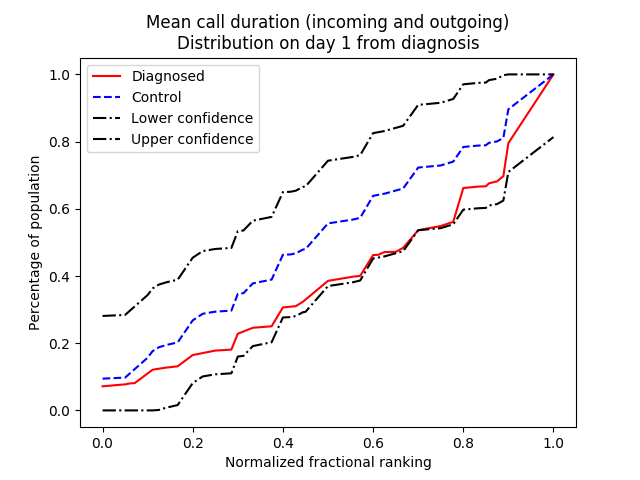 Mean call duration (incoming and outgoing)
Distribution on day 1 from diagnosis
Diagnosed
Control
Lower confidence
Upper confidence
Percentage of population
1.0
0.8
0.6
0.4
0.2
0.0
0.0 0.2 0.4 0.6 0.8 1.0
Normalized fractional ranking